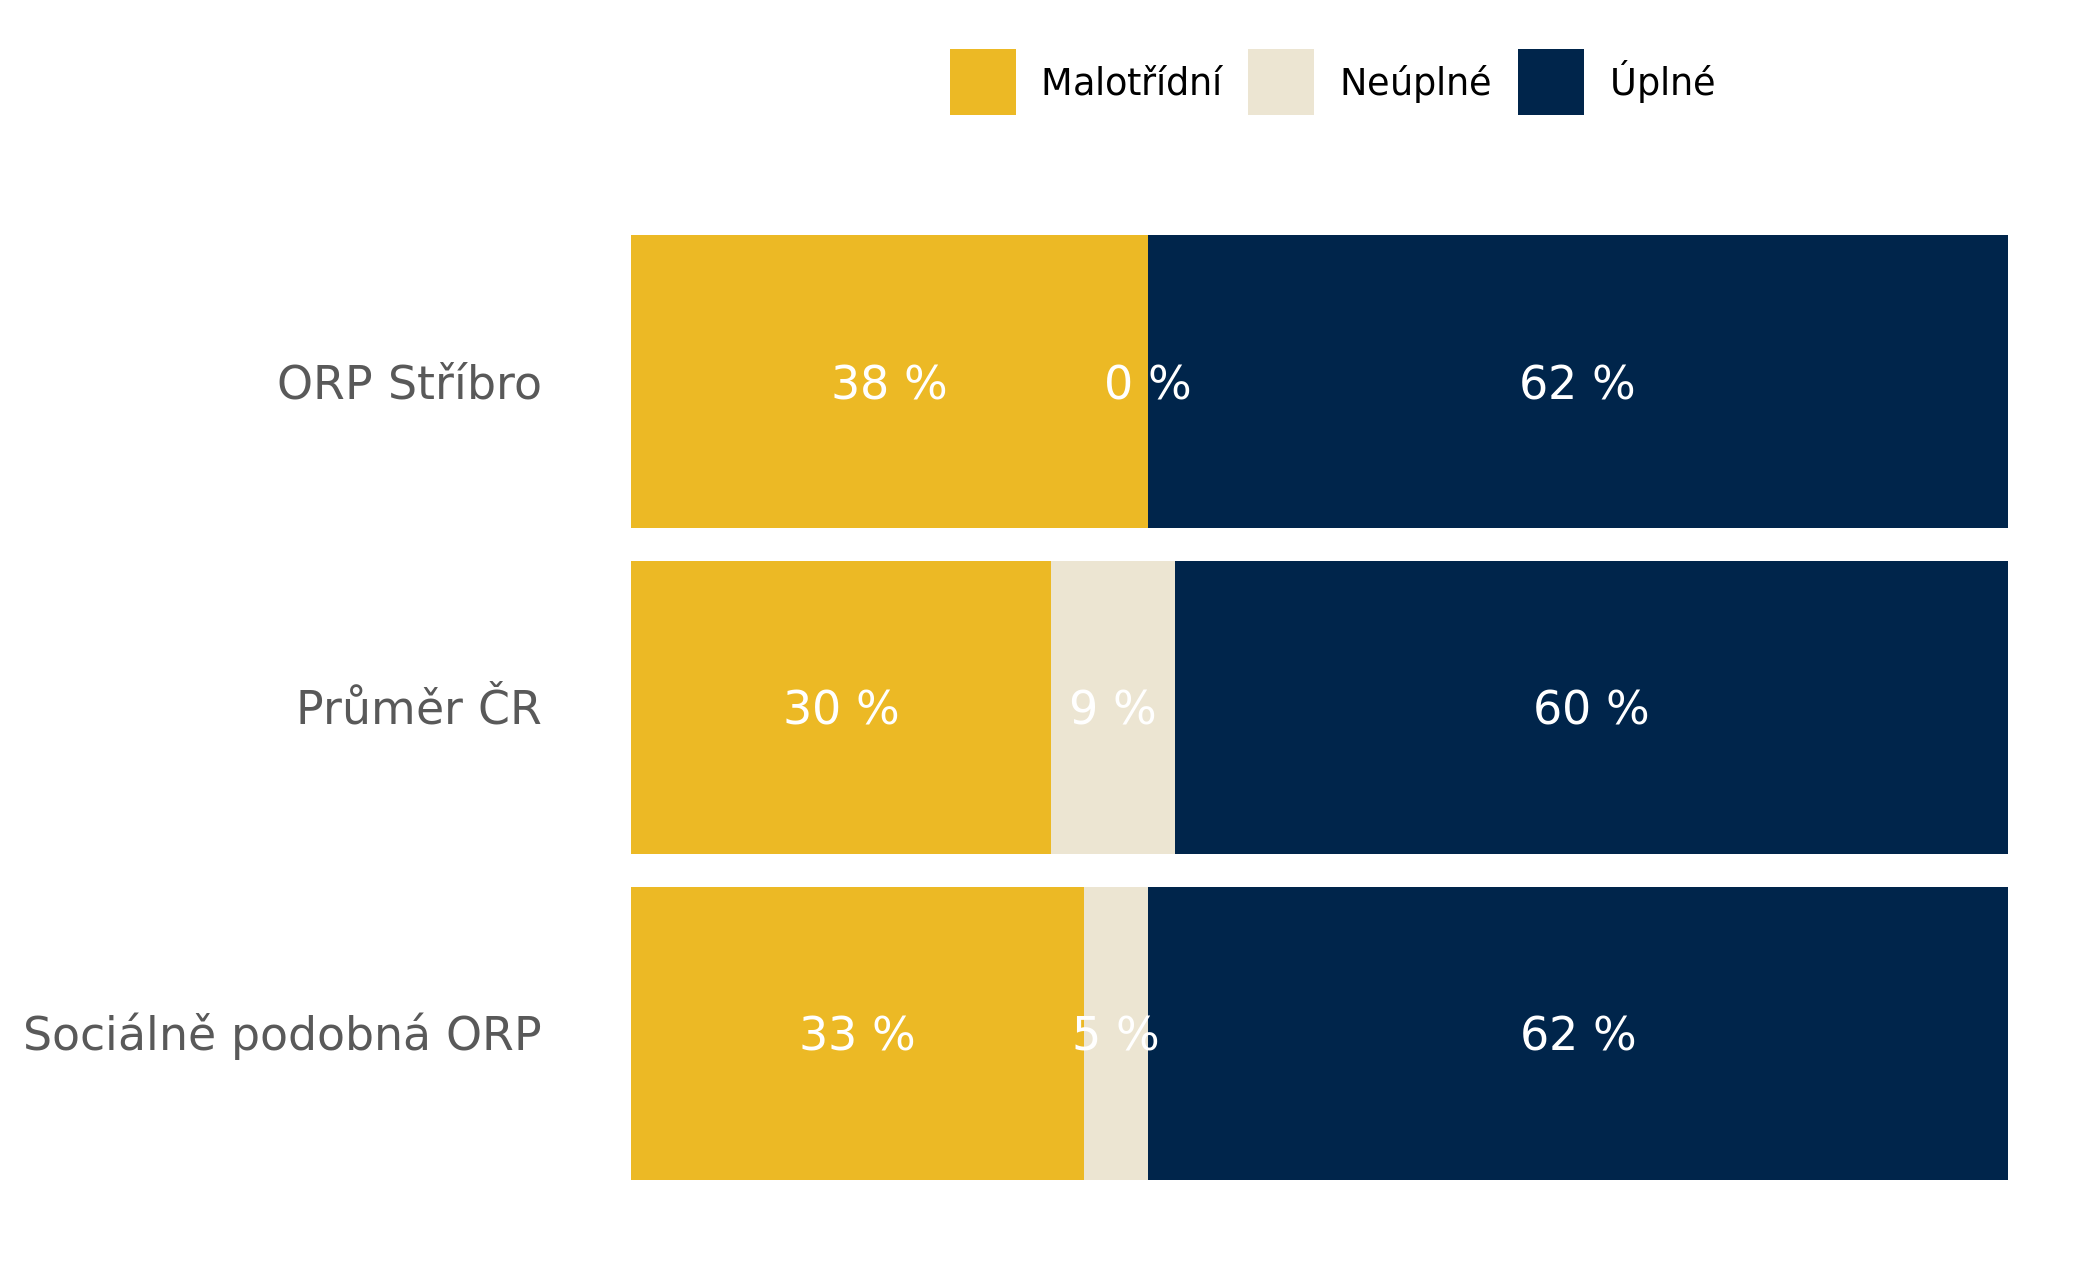 Malotřídní Neúplné Úplné
ORP Stříbro 38 % 0 % 62 %
Průměr ČR 30 % 9 % 60 %
Sociálně podobná ORP 33 % 5 % 62 %